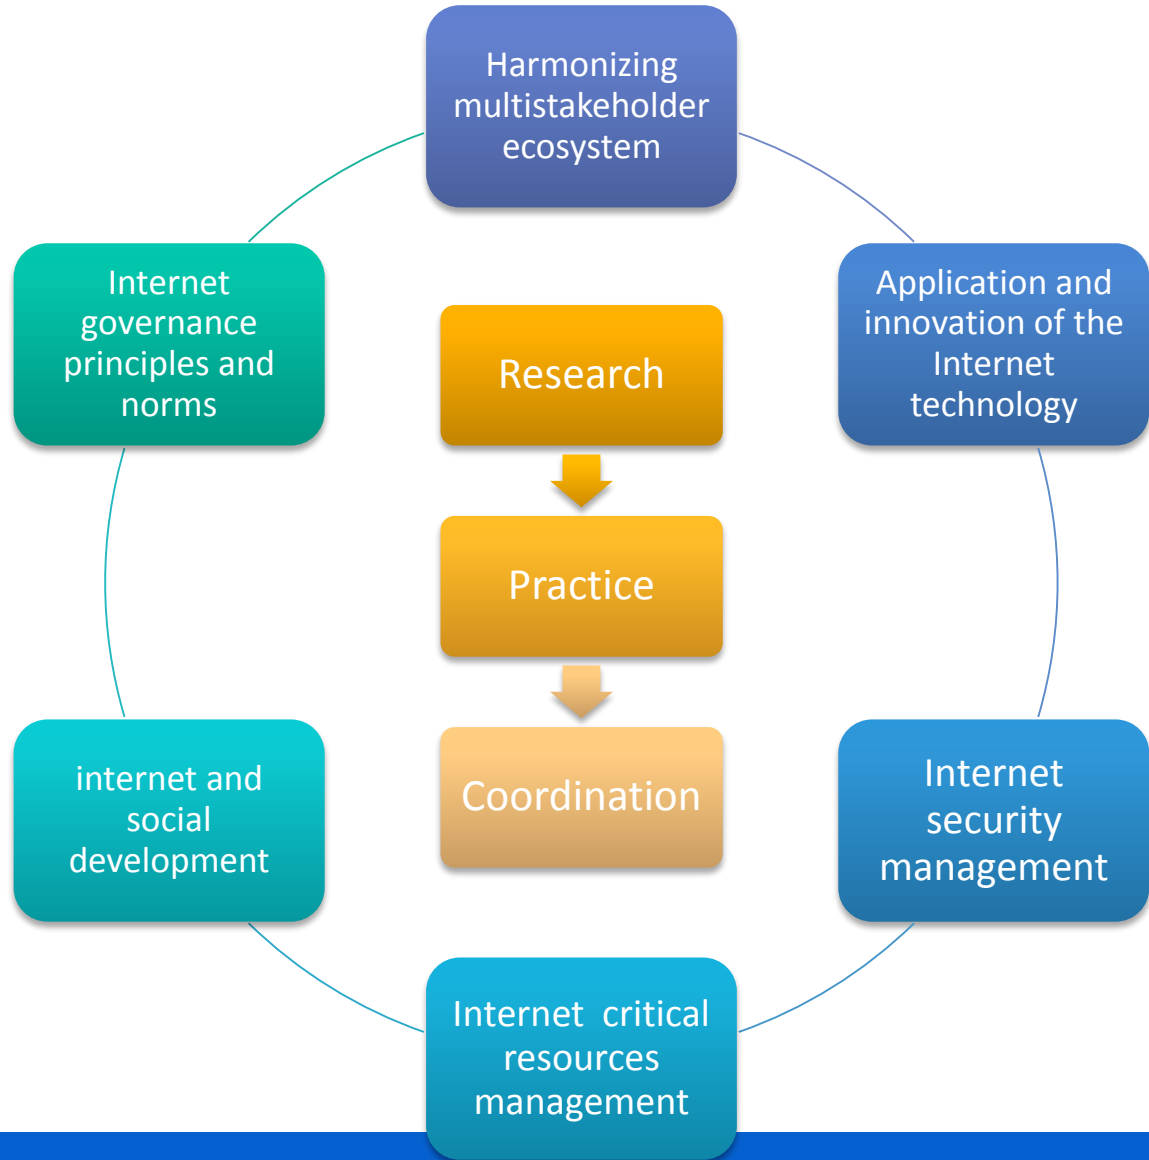 Harmonizing
multistakeholder
ecosystem
Application and
innovation of the
Internet
technology
Internet
security
management
Internet  critical
resources
management
internet and
social
development
Internet
governance
principles and
norms
Research
Practice
Coordination